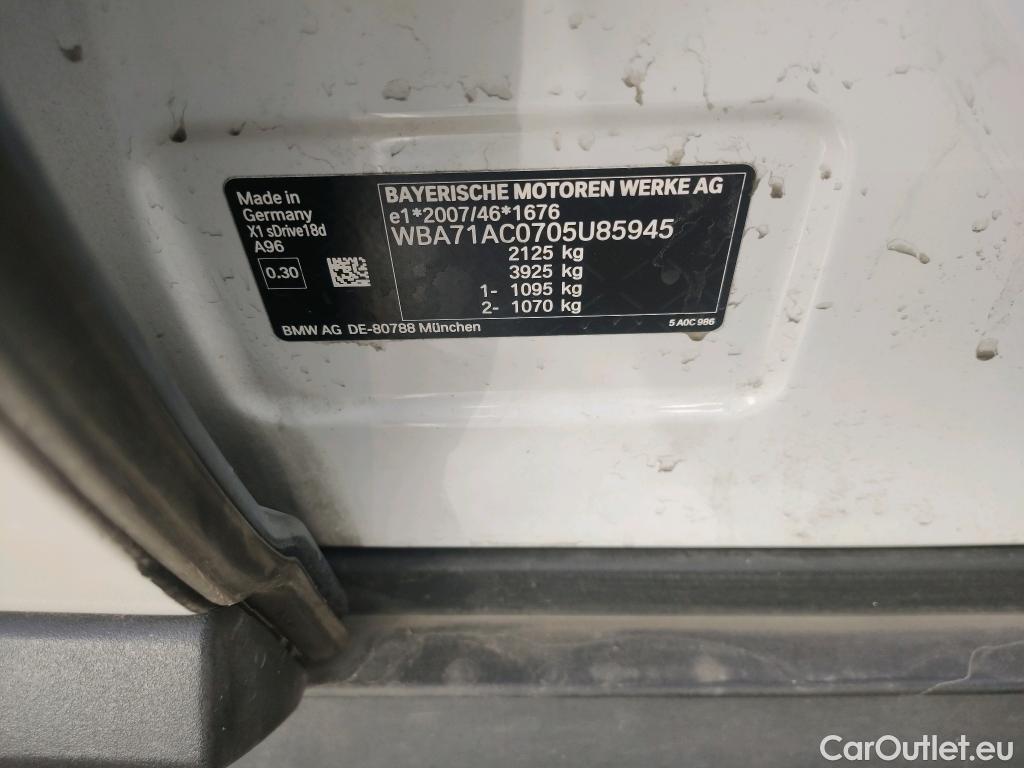 Made in
Germany
X1 sDrive18d
A96
0.30
BAYERISCHE MOTOREN WERKE AG
e1*2007/46*1676
WBA71AC0705U85945
2125 kg
3925 kg
1- 1095 kg
2- 1070 kg
BMW AG DE-80788 München
5 A0C 986
CarOutlet.eu